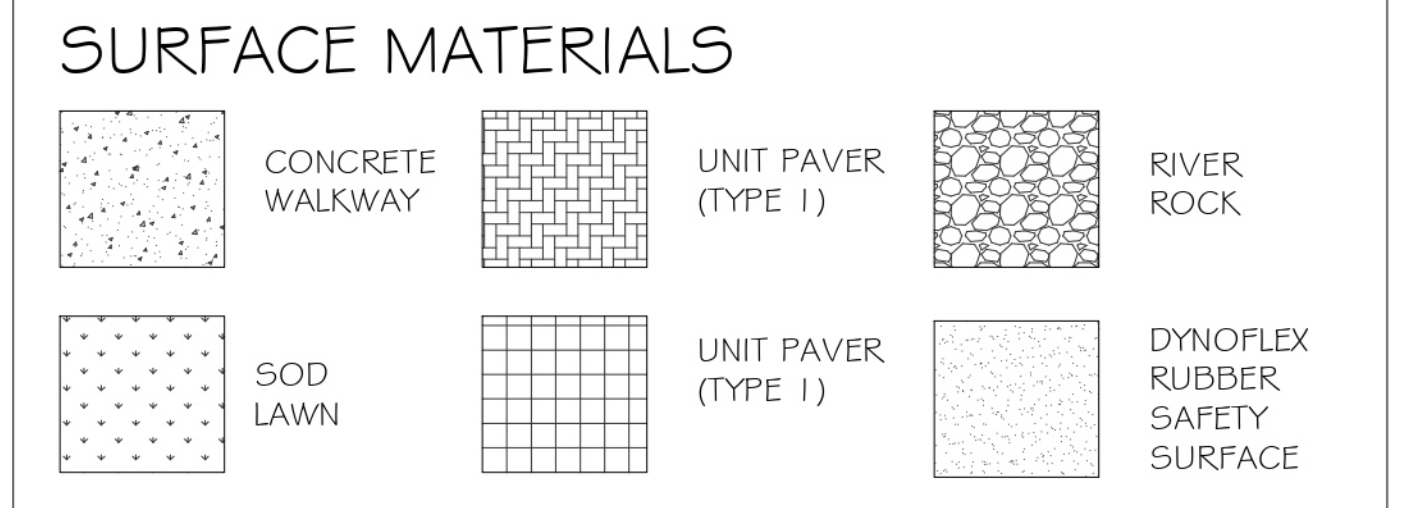 SURFACE MATERIALS
CONCRETE
WALKWAY
UNIT PAVER
(TYPE 1)
RIVER
ROCK
SOD
LAWN
UNIT PAVER
(TYPE 1)
DYNOFLEX
RUBBER
SAFETY
SURFACE